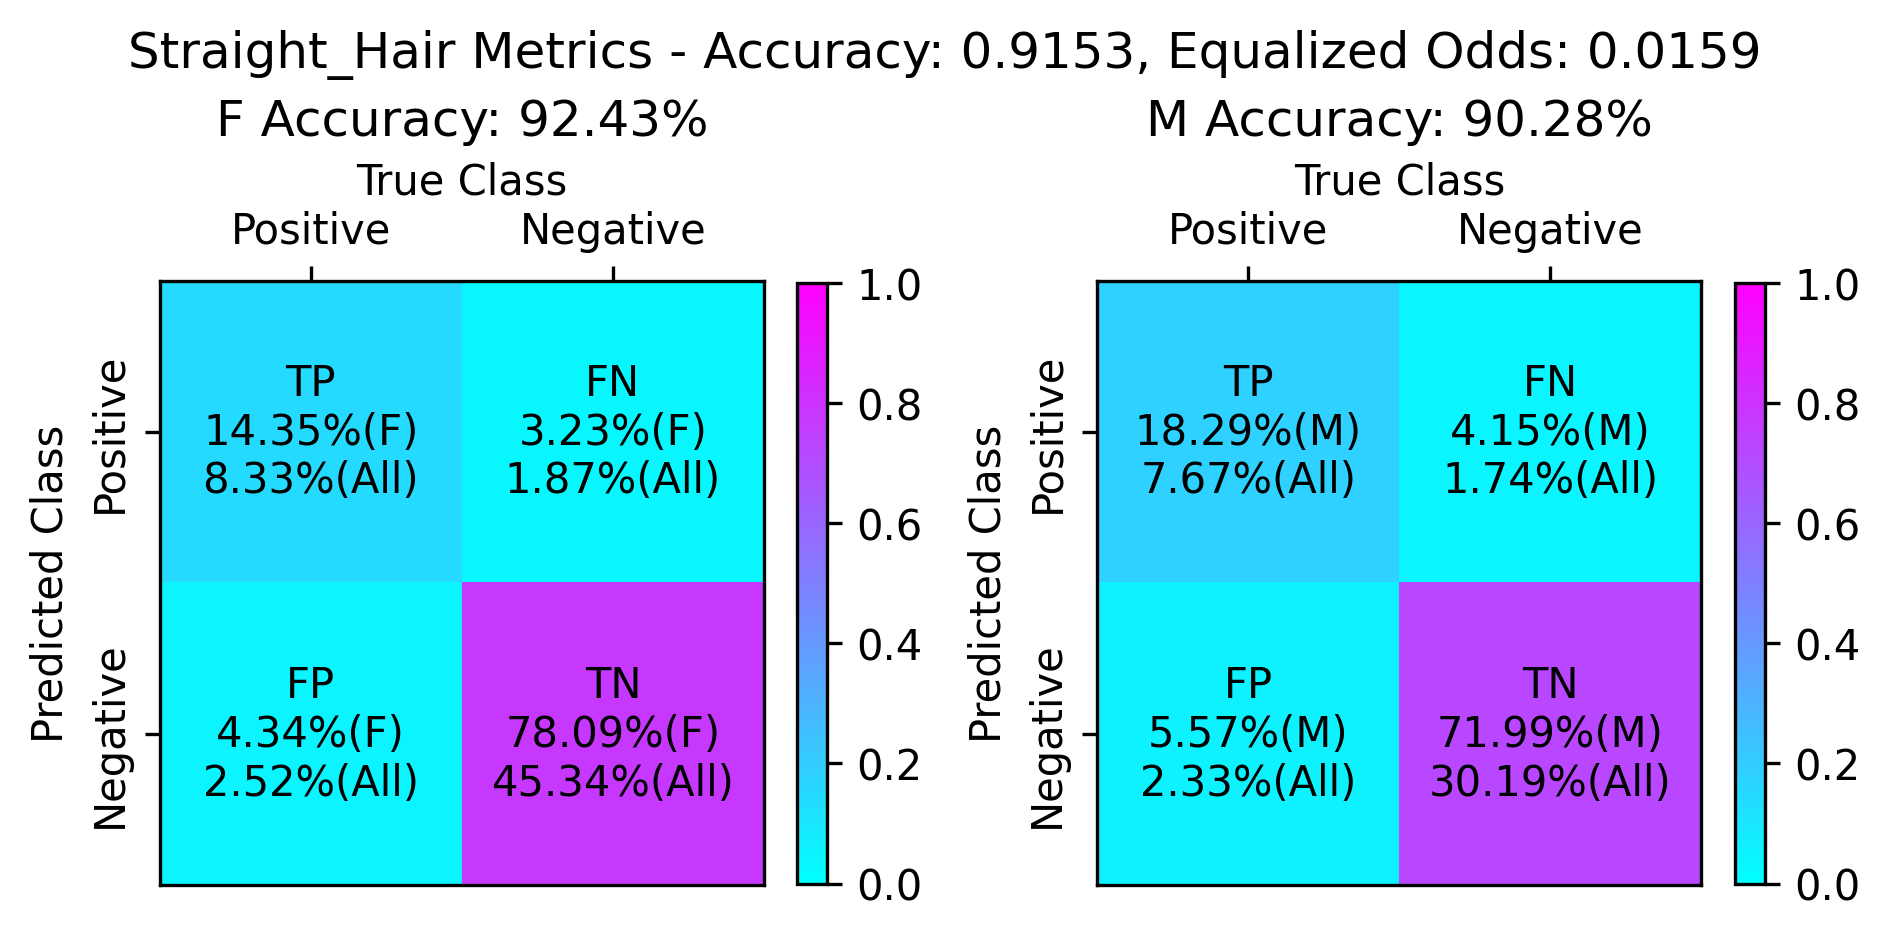 Straight_Hair Metrics - Accuracy: 0.9153, Equalized Odds: 0.0159
F Accuracy: 92.43%
True Class
Positive Negative
Predicted Class
Positive
Negative
TP
14.35%(F)
8.33%(All)
FN
3.23%(F)
1.87%(All)
FP
4.34%(F)
2.52%(All)
TN
78.09%(F)
45.34%(All)
1.0
0.8
0.6
0.4
0.2
0.0
M Accuracy: 90.28%
True Class
Positive Negative
Predicted Class
Positive
Negative
TP
18.29%(M)
7.67%(All)
FN
4.15%(M)
1.74%(All)
FP
5.57%(M)
2.33%(All)
TN
71.99%(M)
30.19%(All)
1.0
0.8
0.6
0.4
0.2
0.0